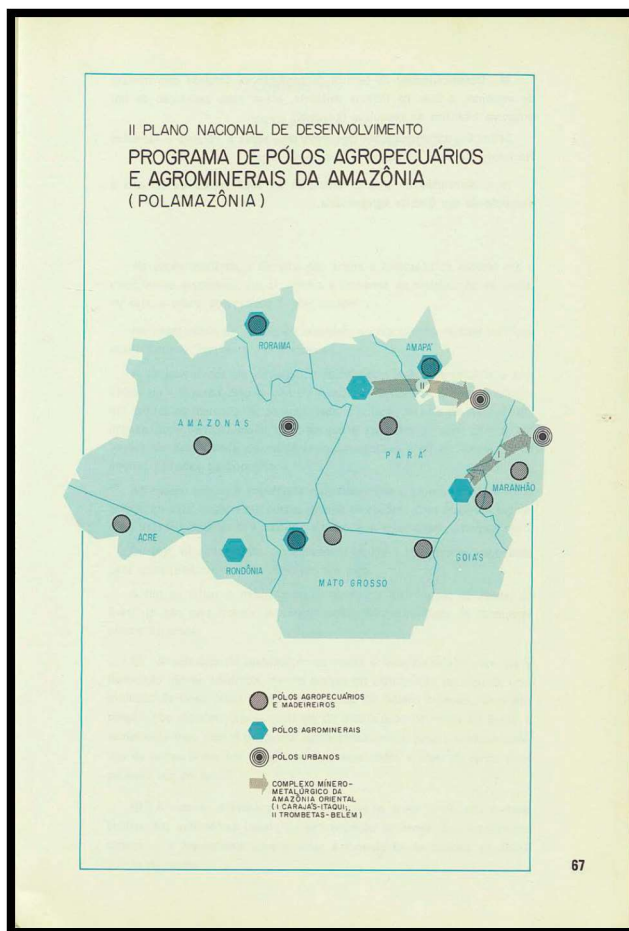 II PLANO NACIONAL DE DESENVOLVIMENTO
PROGRAMA DE PÓLOS AGROPECUÁRIOS
E AGROMINERAIS DA AMAZÔNIA
( POLAMAZÔNIA )
RORAIMA
AMAPÁ
II
AMAZONAS
PARÁ
I
MARANHÃO
ACRE
RONDÔNIA
GOIÁS
MATO GROSSO
PÓLOS AGROPECUÁRIOS
E MADEIREIROS
PÓLOS AGROMINERAIS
PÓLOS URBANOS
COMPLEXO MÍNERO-
METALÚRGICO DA
AMAZÔNIA ORIENTAL
( I CARAJÁS-ITAQUI,
II TROMBETAS-BELÉM )
67